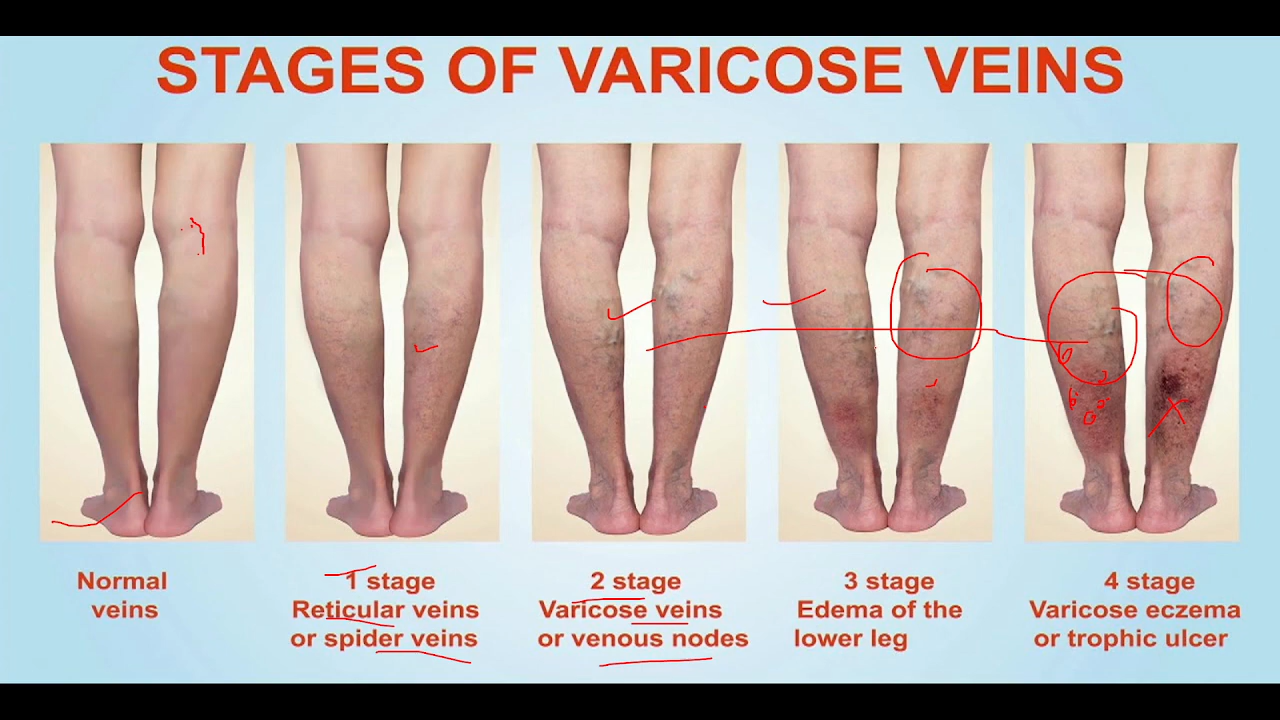 STAGES OF VARICOSE VEINS
Normal
veins
1 stage
Reticular veins
or spider veins
2 stage
Varicose veins
or venous nodes
3 stage
Edema of the
lower leg
4 stage
Varicose eczema
or trophic ulcer